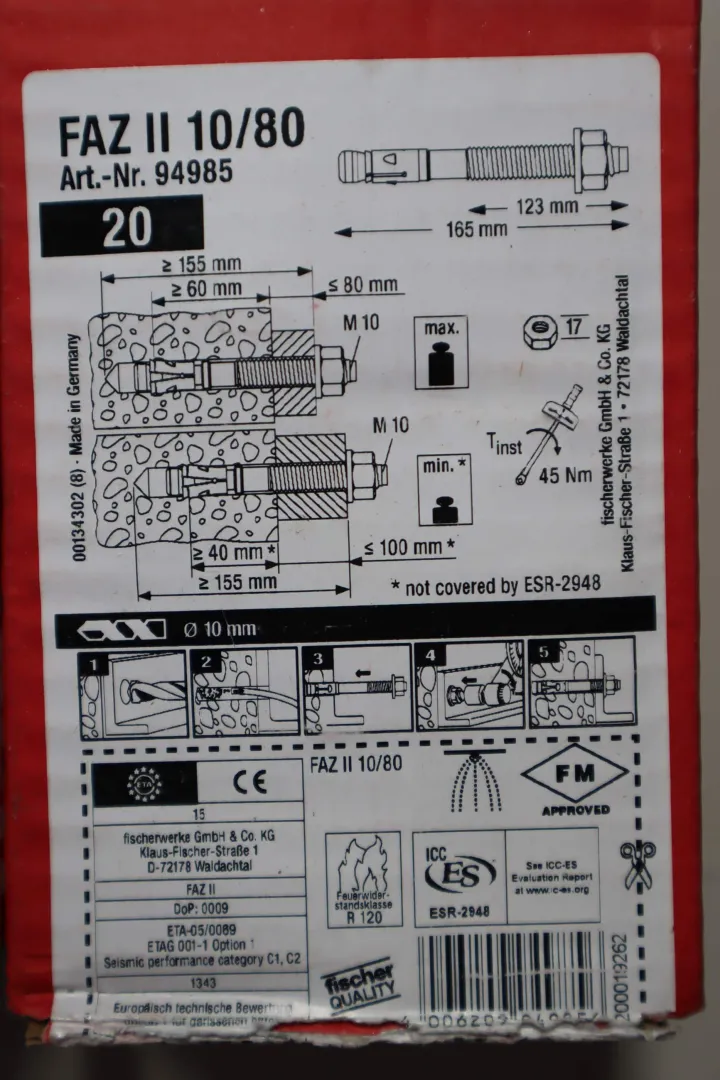 FAZ II 10/80
Art.-Nr. 94985
20
123 mm
165 mm
≥ 155 mm
≥ 60 mm
≤ 80 mm
M 10
max.
17
M 10
min. *
Tinst
45 Nm
≥ 40 mm *
≤ 100 mm *
≥ 155 mm
* not covered by ESR-2948
00134302 (8) · Made in Germany
fischerwerke GmbH & Co. KG
Klaus-Fischer-Straße 1 • 72178 Waldachtal
Ø 10 mm
1
2
3
4
5
ETA
CE
15
fischerwerke GmbH & Co. KG
Klaus-Fischer-Straße 1
D-72178 Waldachtal
FAZ II
DoP: 0009
ETA-05/0069
ETAG 001-1 Option 1
Seismic performance category C1, C2
1343
Europäisch technische
FAZ II 10/80
FM
APPROVED
Feuerwider-
standsklasse
R 120
ICC
ES
ESR-2948
See ICC-ES
Evaluation Report
at www.icc-es.org
fischer
QUALITY
200019262